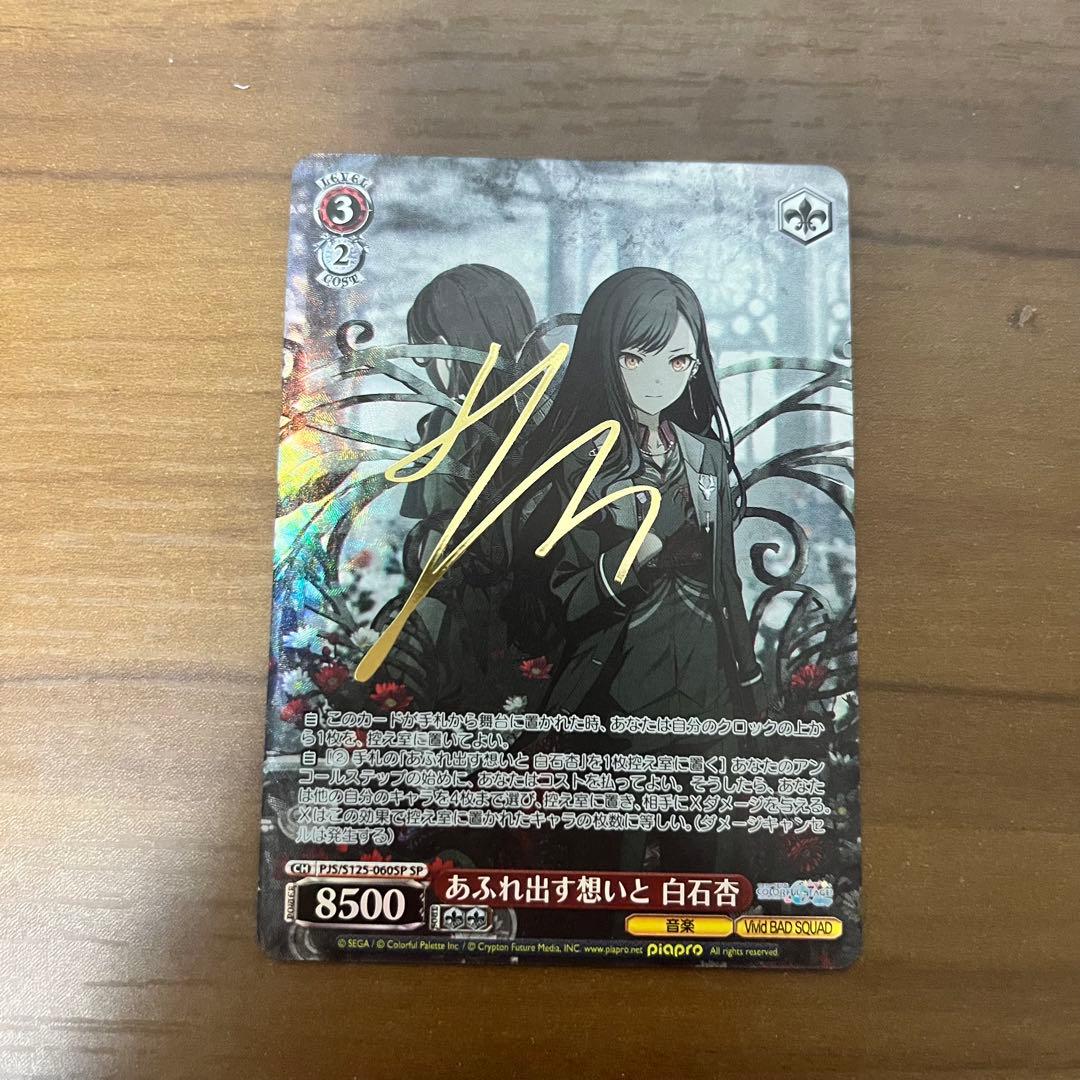 LEVEL
3
2
COST
自 このカードが手札から舞台に置かれた時、あなたは自分のクロックの上か
ら1枚を、控え室に置いてよい。
自 [② 手札の「あふれ出す想いと 白石杏」を1枚控え室に置く] あなたのアン
コールステップの始めに、あなたはコストを払ってよい。そうしたら、あなた
は他の自分のキャラを4枚まで選び、控え室に置き、相手にXダメージを与える。
Xはこの効果で控え室に置かれたキャラの枚数に等しい。(ダメージキャンセ
ルは発生する)
CH PJS/S125-060SP SP
POWER 8500 SOUL
あふれ出す想いと 白石杏
COLORFUL STAGE
音楽 Vivid BAD SQUAD
© SEGA / © Colorful Palette Inc. / © Crypton Future Media, INC. www.piapro.net piapro All rights reserved.